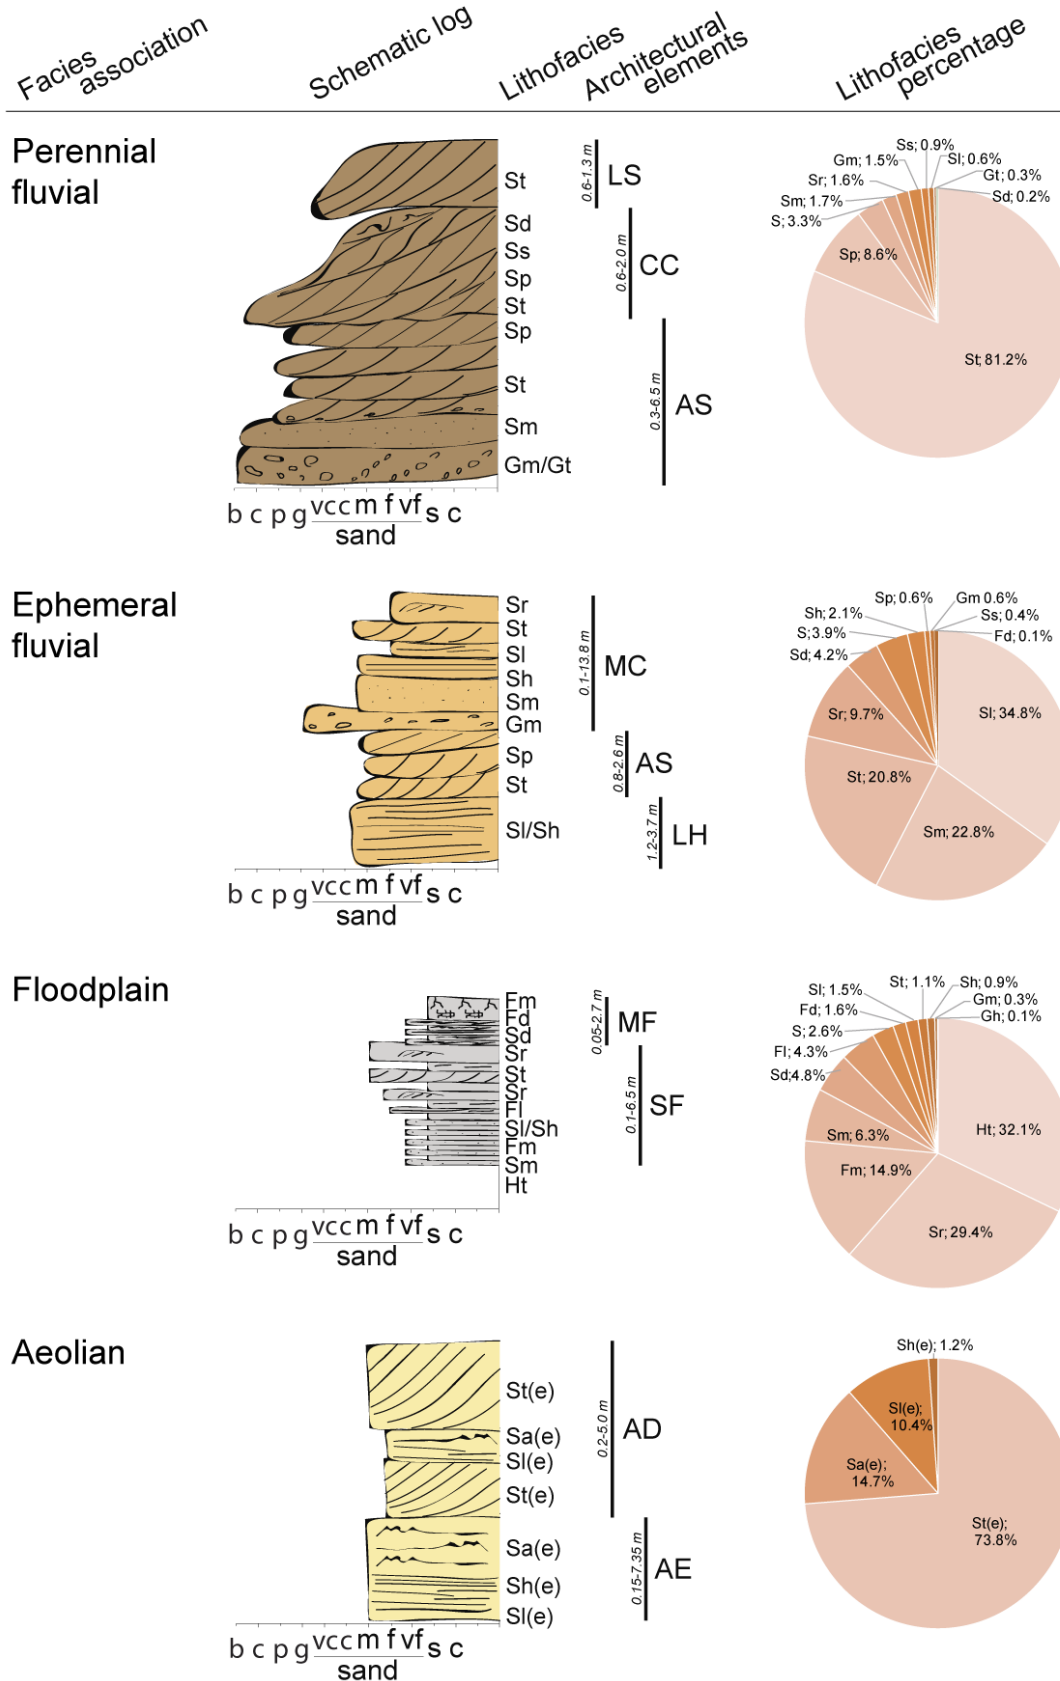 Facies association
Schematic log
Lithofacies
Architectural elements
Lithofacies percentage
Perennial
fluvial
St
Sd
Ss
Sp
St
Sp
St
Sm
Gm/Gt
0.6-1.3 m
LS
0.6-2.0 m
CC
0.3-6.5 m
AS
b c p g vcc m f vf s c
sand
Ss; 0.9%
Sl; 0.6%
Gm; 1.5%
Gt; 0.3%
Sr; 1.6%
Sd; 0.2%
Sm; 1.7%
S; 3.3%
Sp; 8.6%
St; 81.2%
Ephemeral
fluvial
Sr
St
Sl
Sh
Sm
Gm
Sp
St
Sl/Sh
0.1-13.8 m
MC
0.8-2.6 m
AS
1.2-3.7 m
LH
b c p g vcc m f vf s c
sand
Sp; 0.6%
Gm 0.6%
Sh; 2.1%
Ss; 0.4%
S; 3.9%
Fd; 0.1%
Sd; 4.2%
Sl; 34.8%
Sr; 9.7%
St; 20.8%
Sm; 22.8%
Floodplain
Fm
Fd
Sd
Sr
St
Sr
Fl
Sl/Sh
Fm
Sm
Ht
0.05-2.7 m
MF
0.1-6.5 m
SF
b c p g vcc m f vf s c
sand
St; 1.1%
Sh; 0.9%
Sl; 1.5%
Gm; 0.3%
Fd; 1.6%
Gh; 0.1%
S; 2.6%
Fl; 4.3%
Sd;4.8%
Sm; 6.3%
Ht; 32.1%
Fm; 14.9%
Sr; 29.4%
Aeolian
St(e)
Sa(e)
Sl(e)
St(e)
Sa(e)
Sh(e)
Sl(e)
0.2-5.0 m
AD
0.15-7.35 m
AE
b c p g vcc m f vf s c
sand
Sh(e); 1.2%
Sl(e);
10.4%
Sa(e);
14.7%
St(e);
73.8%